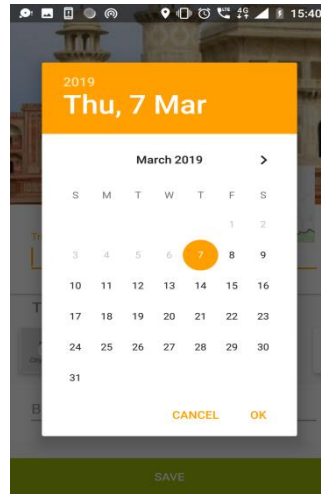 4G 15:40
2019
Thu, 7 Mar
March 2019 >
S M T W T F S
1 2
3 4 5 6 7 8 9
10 11 12 13 14 15 16
17 18 19 20 21 22 23
24 25 26 27 28 29 30
31
CANCEL OK
SAVE